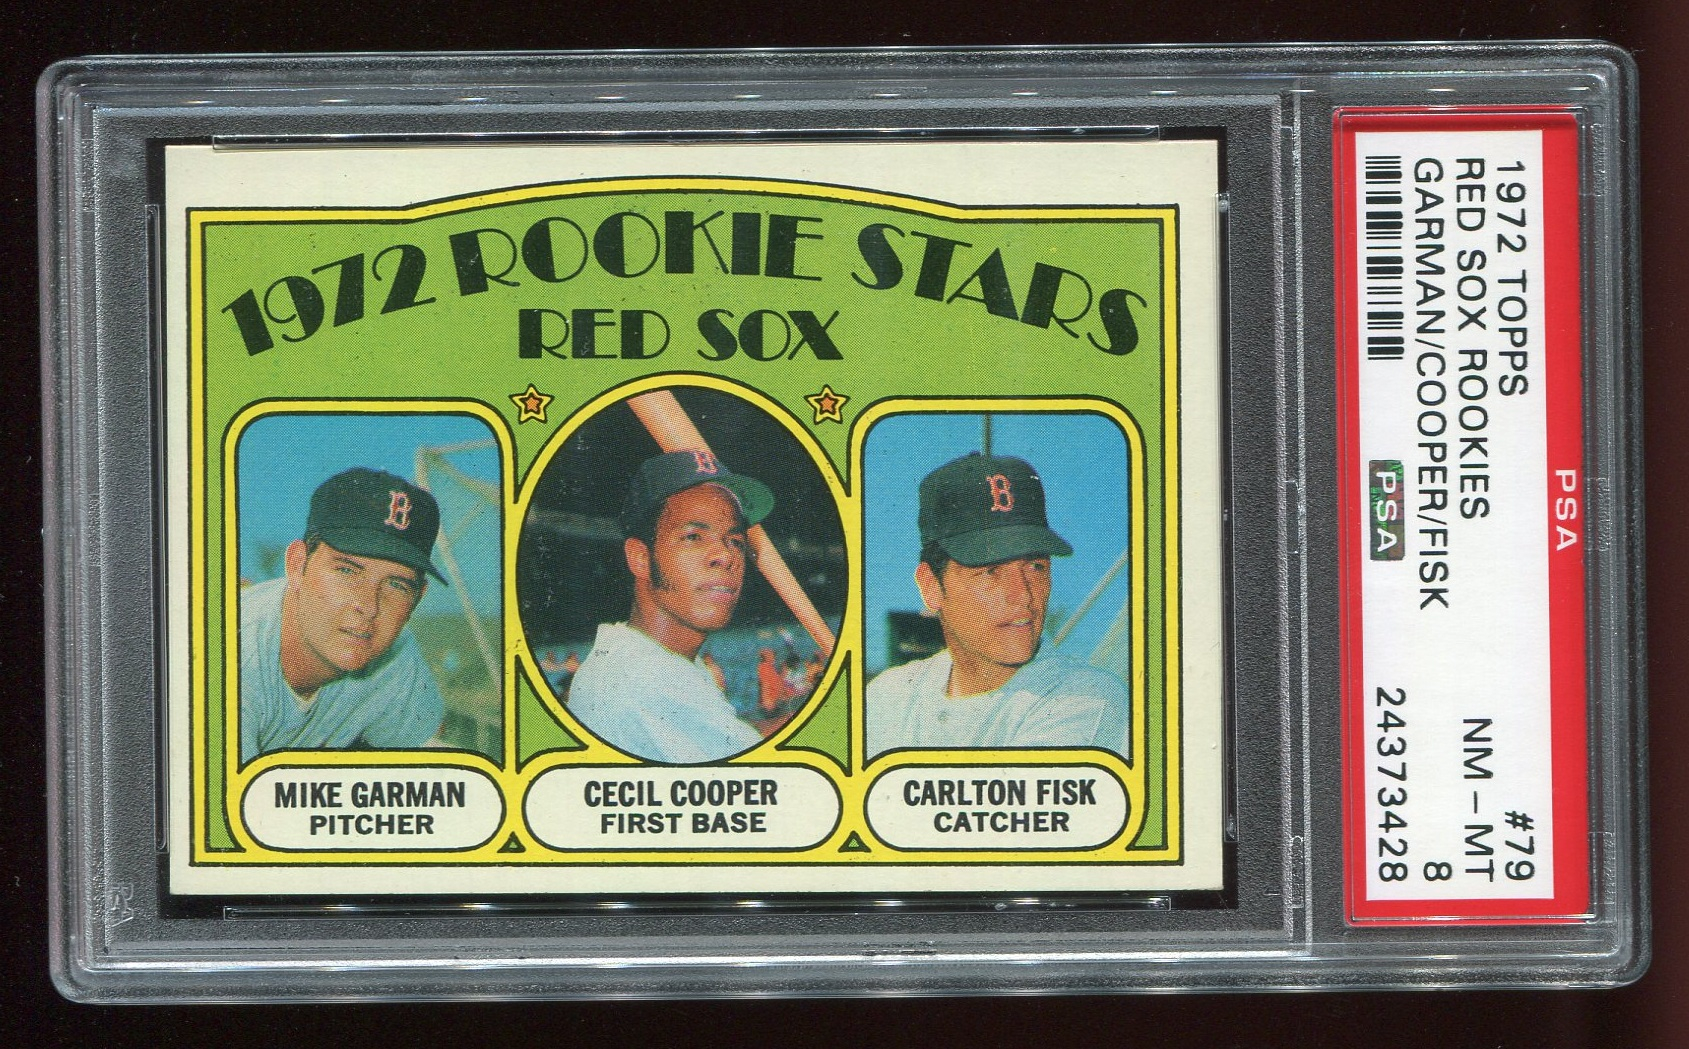 1972 ROOKIE STARS
RED SOX
MIKE GARMAN
PITCHER
CECIL COOPER
FIRST BASE
CARLTON FISK
CATCHER
PSA
1972 TOPPS #79
RED SOX ROOKIES NM - MT
GARMAN/COOPER/FISK 8
PSA 24373428
B
B
B